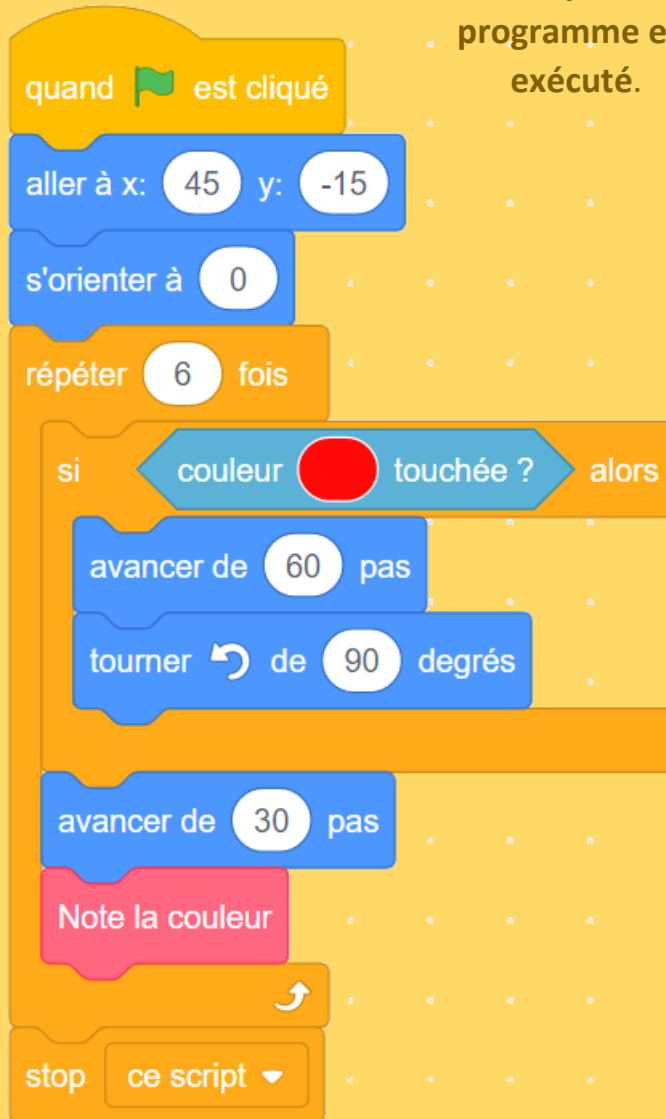 programme e
exécuté.
quand est cliqué
aller à x: 45 y: -15
s'orienter à 0
répéter 6 fois
si couleur touchée ? alors
avancer de 60 pas
tourner de 90 degrés
avancer de 30 pas
Note la couleur
stop ce script